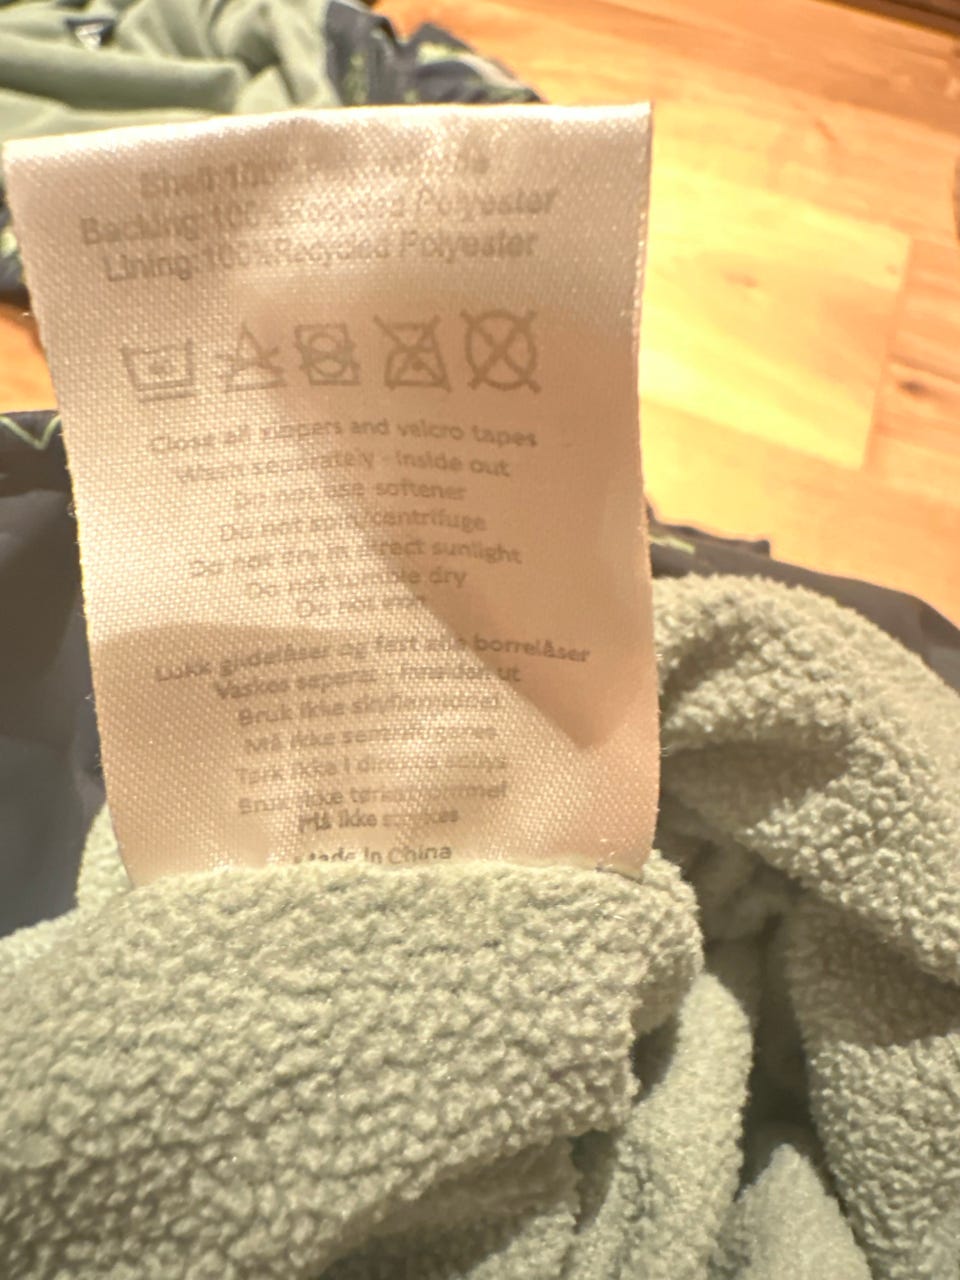 Shell: 100%
Backing: 100% Recycled Polyester
Lining: 100% Recycled Polyester
Close all zippers and velcro tapes
Wash separately - inside out
Do not use softener
Do not spin/centrifuge
Do not dry in direct sunlight
Do not tumble dry
Do not iron
Lukk glidelåser og fest alle borrelåser
Vaskes separat - innsiden ut
Bruk ikke skyllemiddel
Må ikke sentrifugeres
Tørk ikke i direkte sollys
Bruk ikke tørketrommel
Må ikke strykes
Made in China